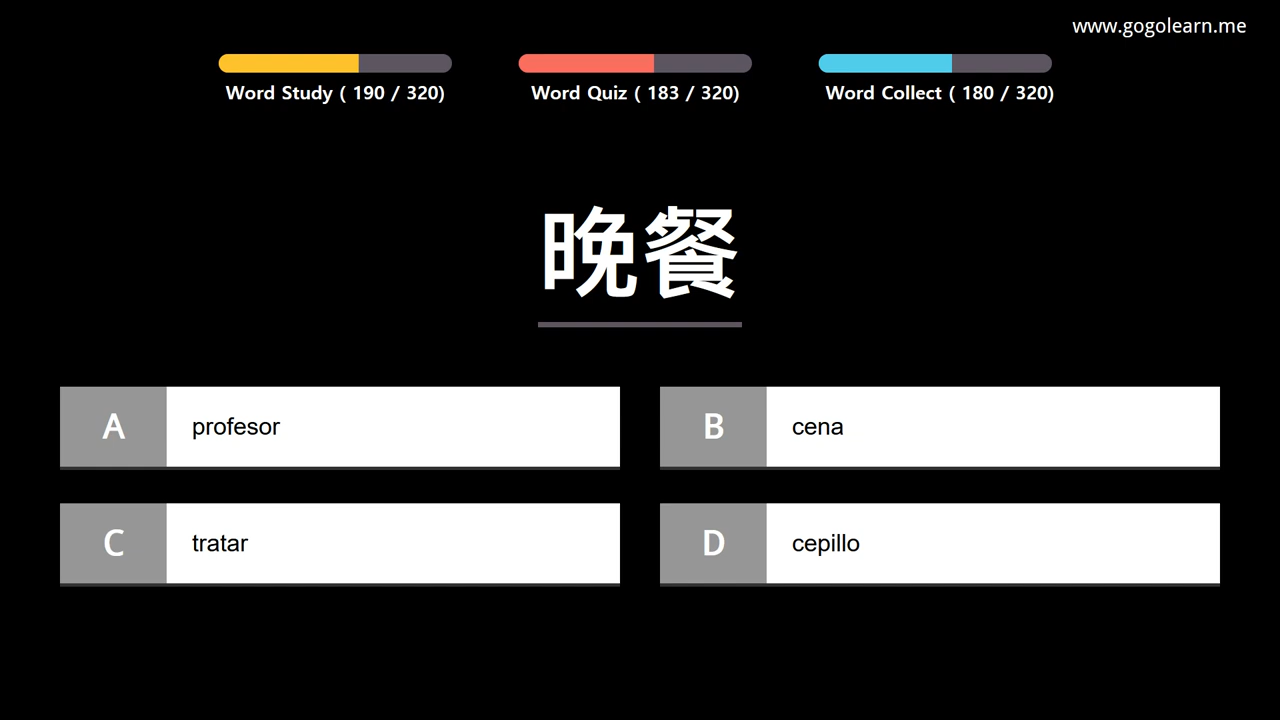 www.gogolearn.me
Word Study ( 190 / 320)
Word Quiz ( 183 / 320)
Word Collect ( 180 / 320)
晚餐
A profesor
B cena
C tratar
D cepillo